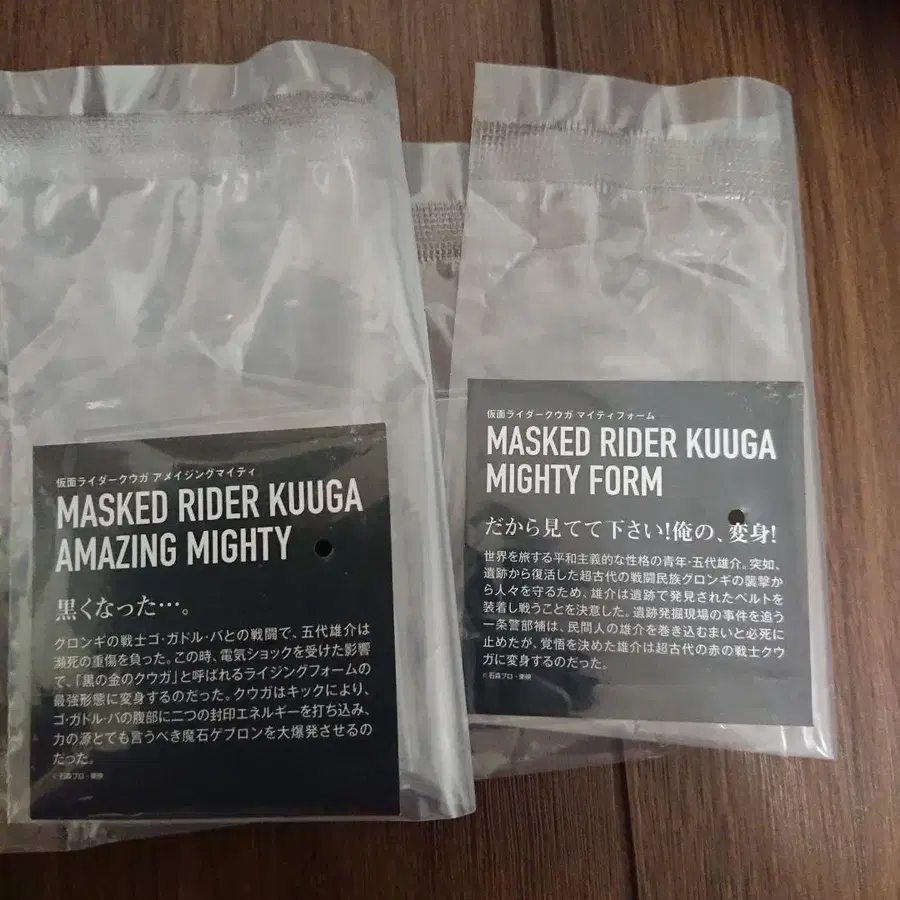 仮面ライダークウガ アメイジングマイティ
MASKED RIDER KUUGA
AMAZING MIGHTY
黒くなった…。
グロンギの戦士ゴ・ガドル・バとの戦闘で、五代雄介は
瀕死の重傷を負った。この時、電気ショックを受けた影響
で、「黒の金のクウガ」と呼ばれるライジングフォームの
最強形態に変身するのだった。クウガはキックにより、
ゴ・ガドル・バの腹部に二つの封印エネルギーを打ち込み、
力の源とでも言うべき魔石ゲブロンを大爆発させるの
だった。
©石森プロ・東映
仮面ライダークウガ マイティフォーム
MASKED RIDER KUUGA
MIGHTY FORM
だから見てて下さい!俺の、変身!
世界を旅する平和主義的な性格の青年・五代雄介。突如、
遺跡から復活した超古代の戦闘民族グロンギの襲撃か
ら人々を守るため、雄介は遺跡で発見されたベルトを
装着し戦うことを決意した。遺跡発掘現場の事件を追う
一条警部補は、民間人の雄介を巻き込むまいと必死に
止めたが、覚悟を決めた雄介は超古代の赤の戦士クウ
ガに変身するのだった。
©石森プロ・東映